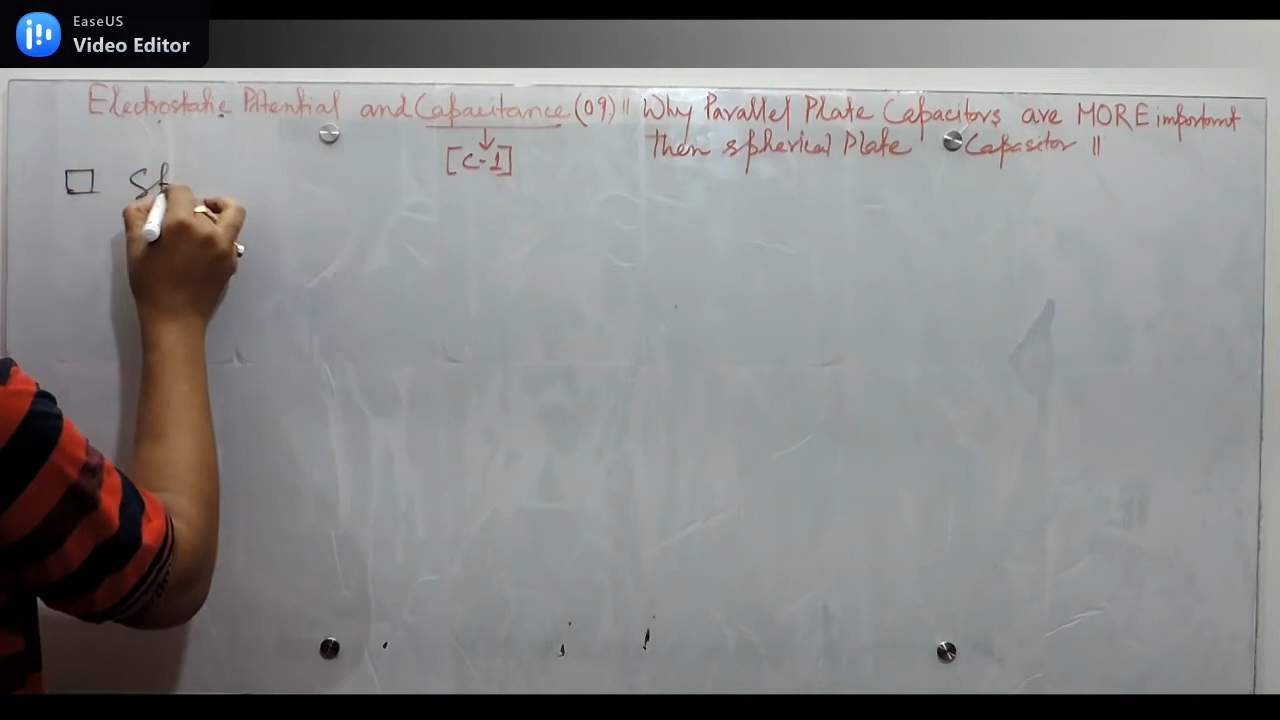 EaseUS
Video Editor
Electrostatic Potential and Capacitance (09) || Why Parallel Plate Capacitors are MORE important
then spherical Plate Capasitor ||
[C-1]